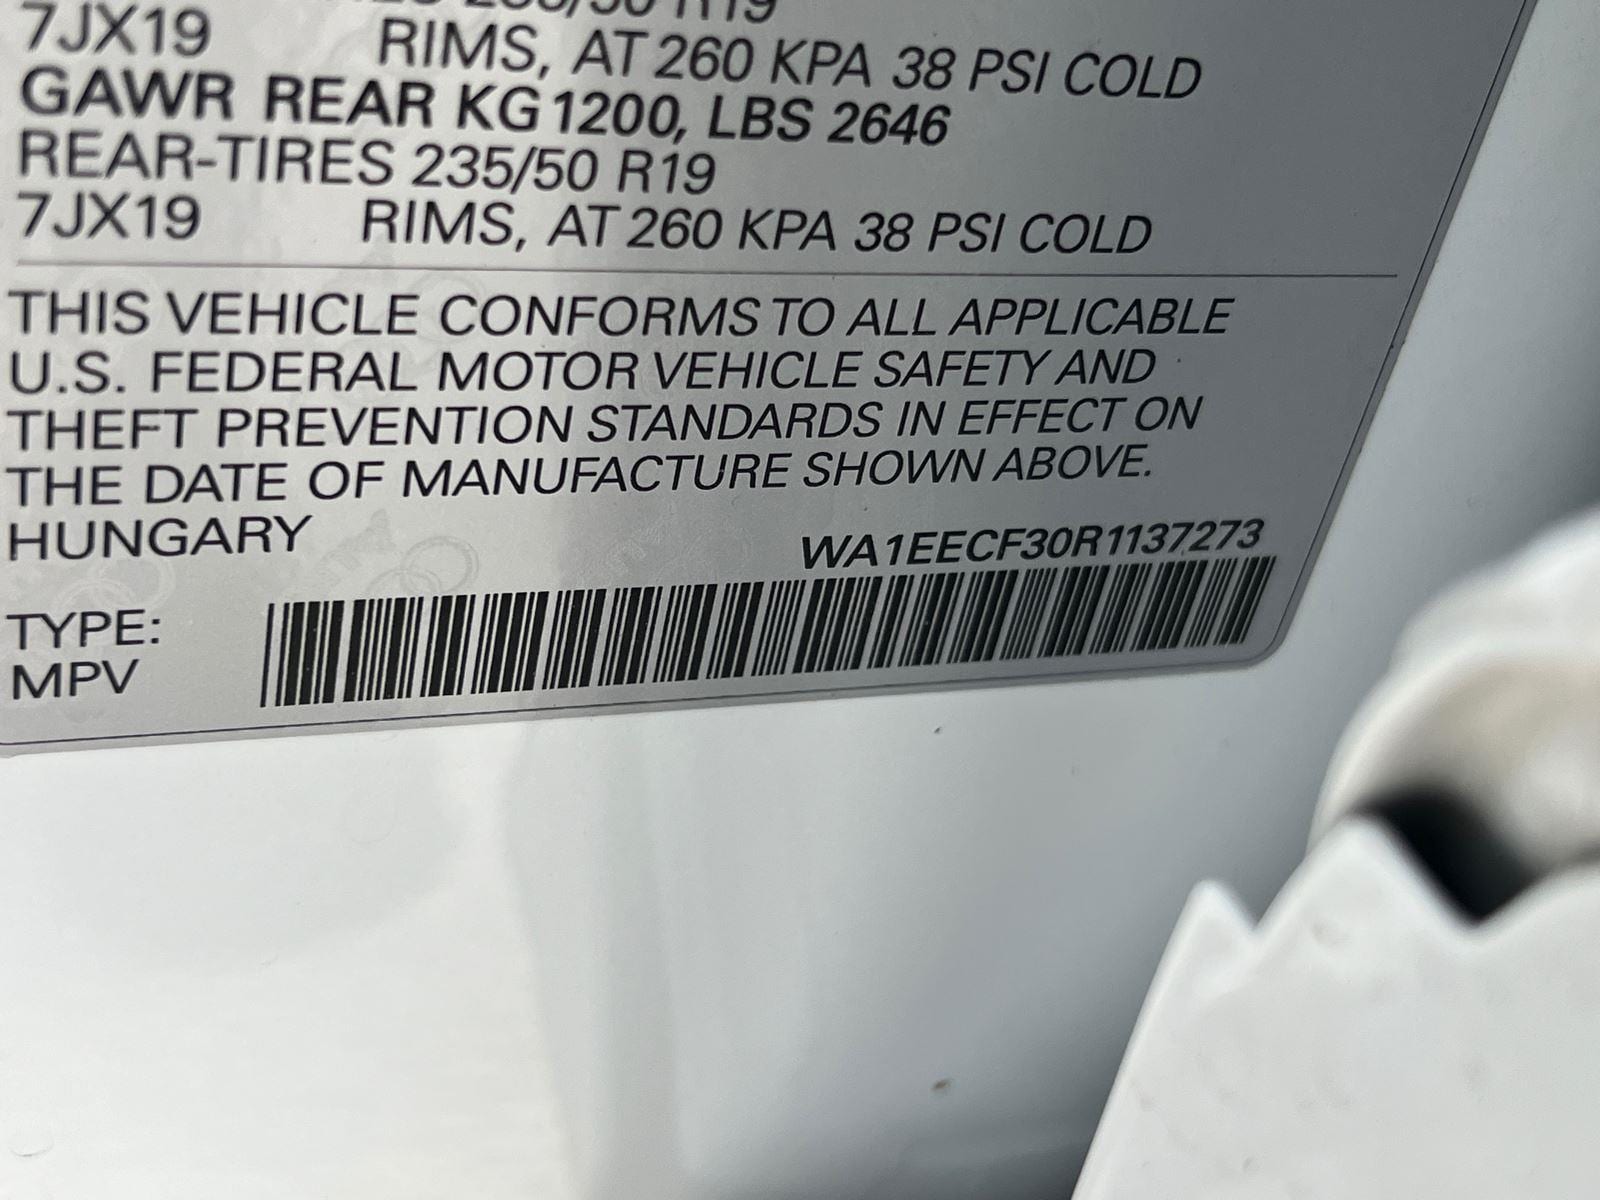 R19
7JX19 RIMS, AT 260 KPA 38 PSI COLD
GAWR REAR KG 1200, LBS 2646
REAR-TIRES 235/50 R19
7JX19 RIMS, AT 260 KPA 38 PSI COLD
THIS VEHICLE CONFORMS TO ALL APPLICABLE
U.S. FEDERAL MOTOR VEHICLE SAFETY AND
THEFT PREVENTION STANDARDS IN EFFECT ON
THE DATE OF MANUFACTURE SHOWN ABOVE.
HUNGARY
WA1EECF30R1137273
TYPE:
MPV